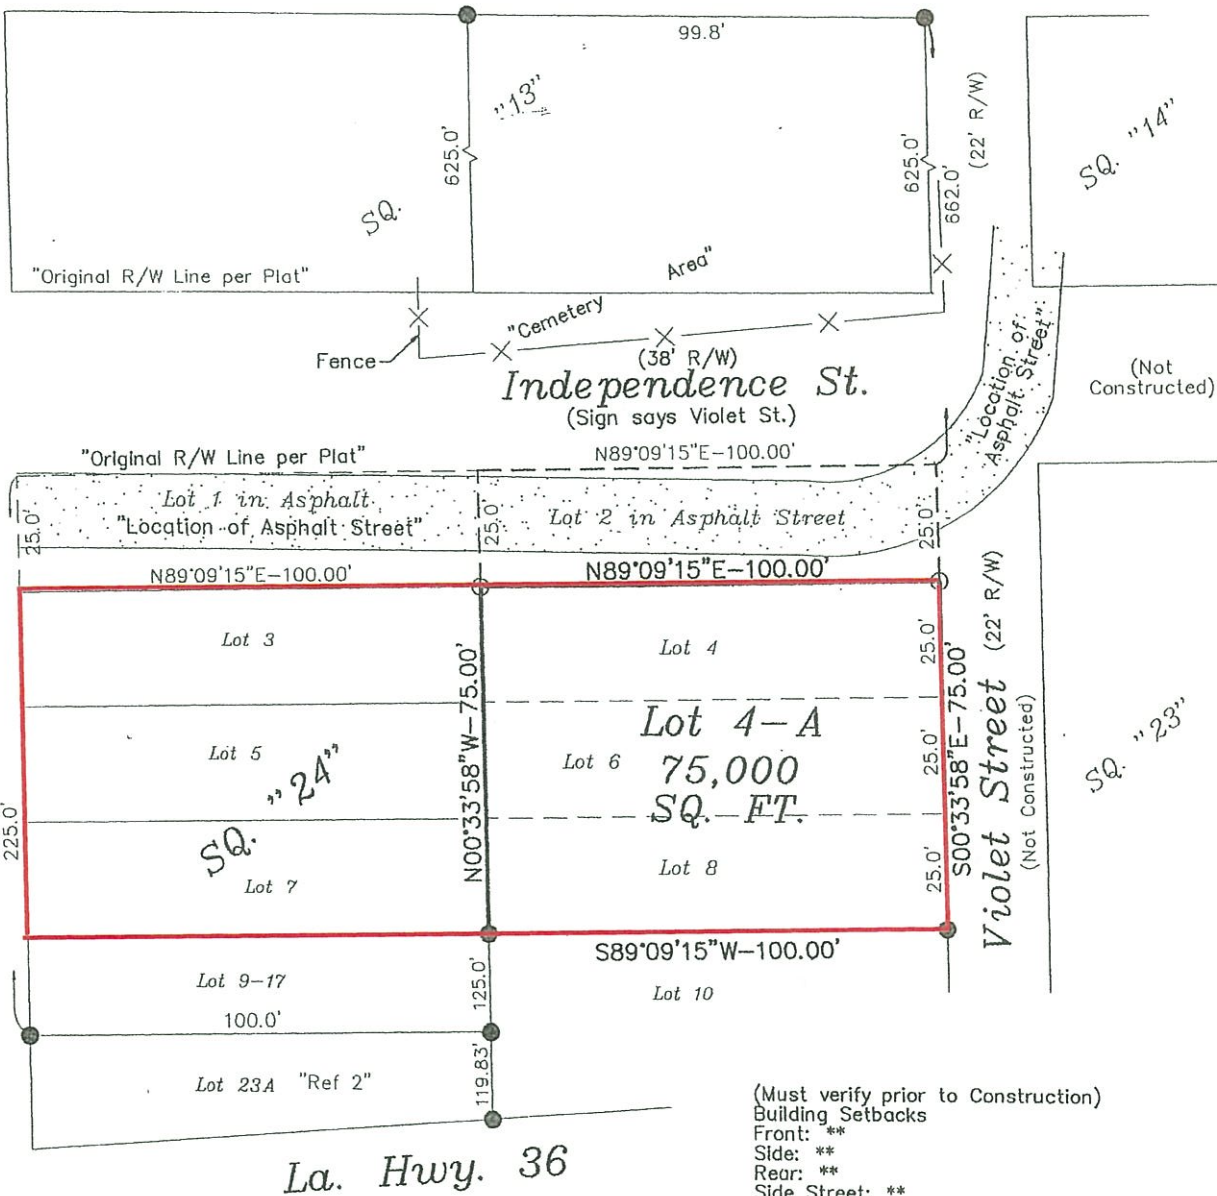 99.8'
"13"
625.0'
SQ.
625.0'
662.0'
(22' R/W)
SQ. "14"
"Original R/W Line per Plat"
"Cemetery Area"
Fence
(38' R/W)
Independence St.
(Sign says Violet St.)
"Location of
Asphalt Street"
(Not
Constructed)
"Original R/W Line per Plat"
N89°09'15"E-100.00'
25.0'
Lot 1 in Asphalt
"Location of Asphalt Street"
25.0'
Lot 2 in Asphalt Street
25.0'
N89°09'15"E-100.00'
N89°09'15"E-100.00'
Lot 3
Lot 4
25.0'
Lot 5
Lot 6
Lot 4-A
75,000
SQ. FT.
25.0'
SQ. "24"
Lot 7
Lot 8
25.0'
225.0'
N00°33'58"W-75.00'
S00°33'58"E-75.00'
Violet Street (22' R/W)
(Not Constructed)
SQ. "23"
S89°09'15"W-100.00'
Lot 9-17
125.0'
Lot 10
100.0'
Lot 23A "Ref 2"
119.83'
La. Hwy. 36
(Must verify prior to Construction)
Building Setbacks
Front: **
Side: **
Rear: **
Side Street: **